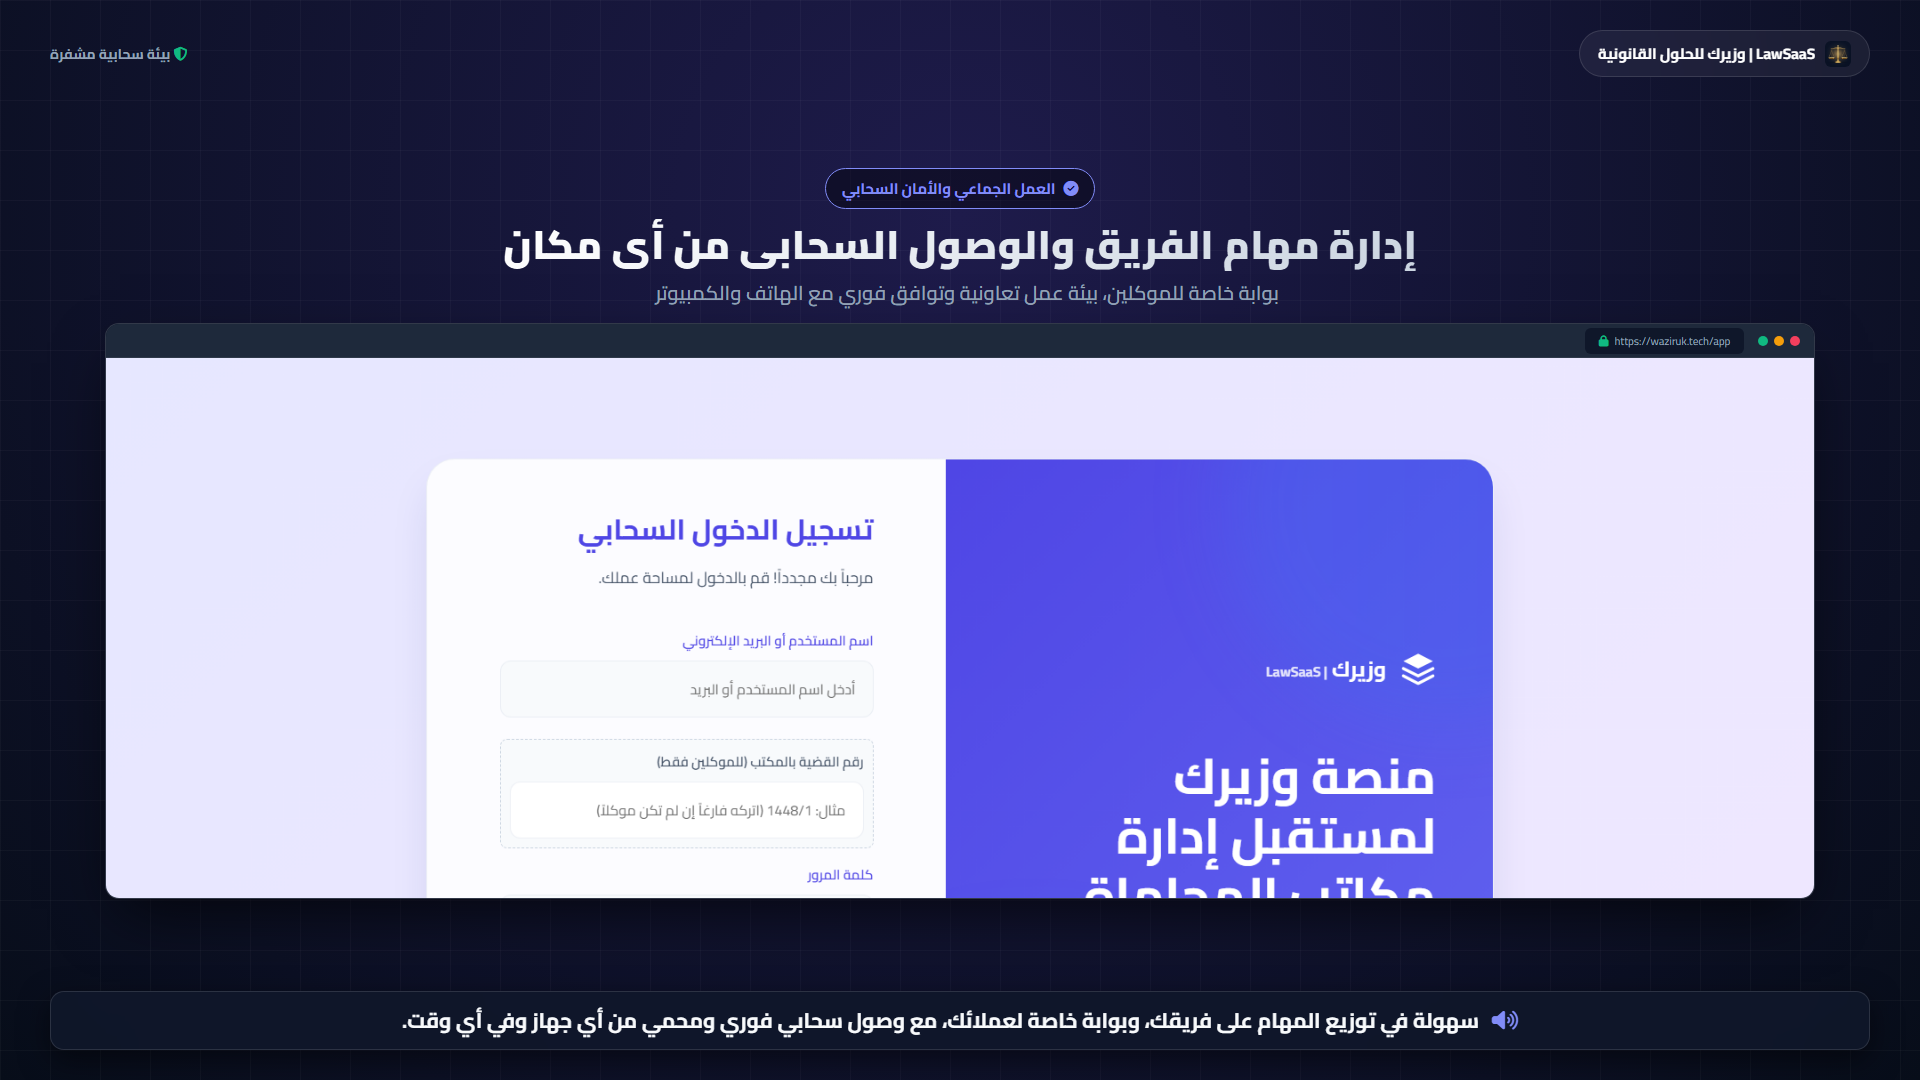 LawSaaS | وزيرك للحلول القانونية
بيئة سحابية مشفرة
العمل الجماعي والأمان السحابي
إدارة مهام الفريق والوصول السحابي من أي مكان
بوابة خاصة للموكلين، بيئة عمل تعاونية وتوافق فوري مع الهاتف والكمبيوتر
https://waziruk.tech/app
وزيرك | LawSaaS
منصة وزيرك
لمستقبل إدارة
مكاتب المحاماة
تسجيل الدخول السحابي
مرحباً بك مجدداً! قم بالدخول لمساحة عملك.
اسم المستخدم أو البريد الإلكتروني
أدخل اسم المستخدم أو البريد
رقم القضية بالمكتب (للموكلين فقط)
مثال: 1448/1 (اتركه فارغاً إن لم تكن موكلاً)
كلمة المرور
سهولة في توزيع المهام على فريقك، وبوابة خاصة لعملائك، مع وصول سحابي فوري ومحمي من أي جهاز وفي أي وقت.